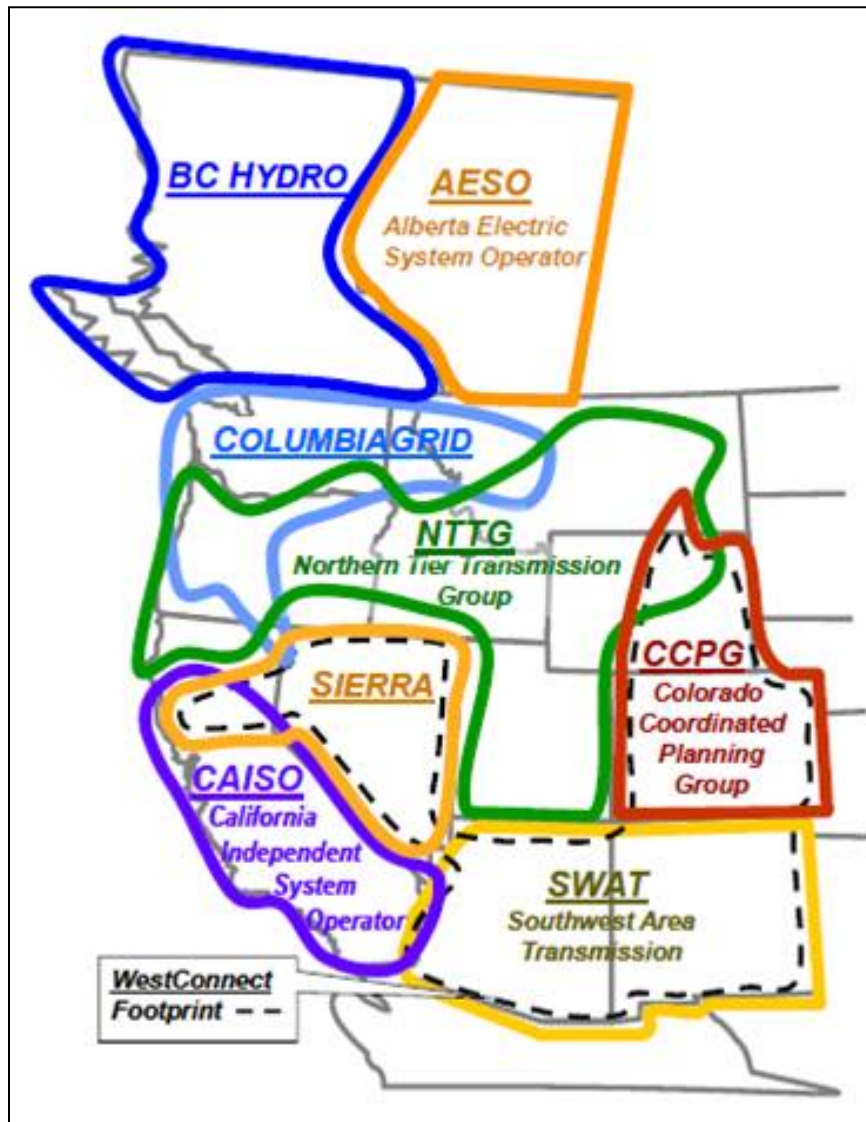 BC HYDRO
AESO
Alberta Electric
System Operator
COLUMBIAGRID
NTTG
Northern Tier Transmission
Group
SIERRA
CCPG
Colorado
Coordinated
Planning
Group
CAISO
California
Independent
System
Operator
SWAT
Southwest Area
Transmission
WestConnect
Footprint